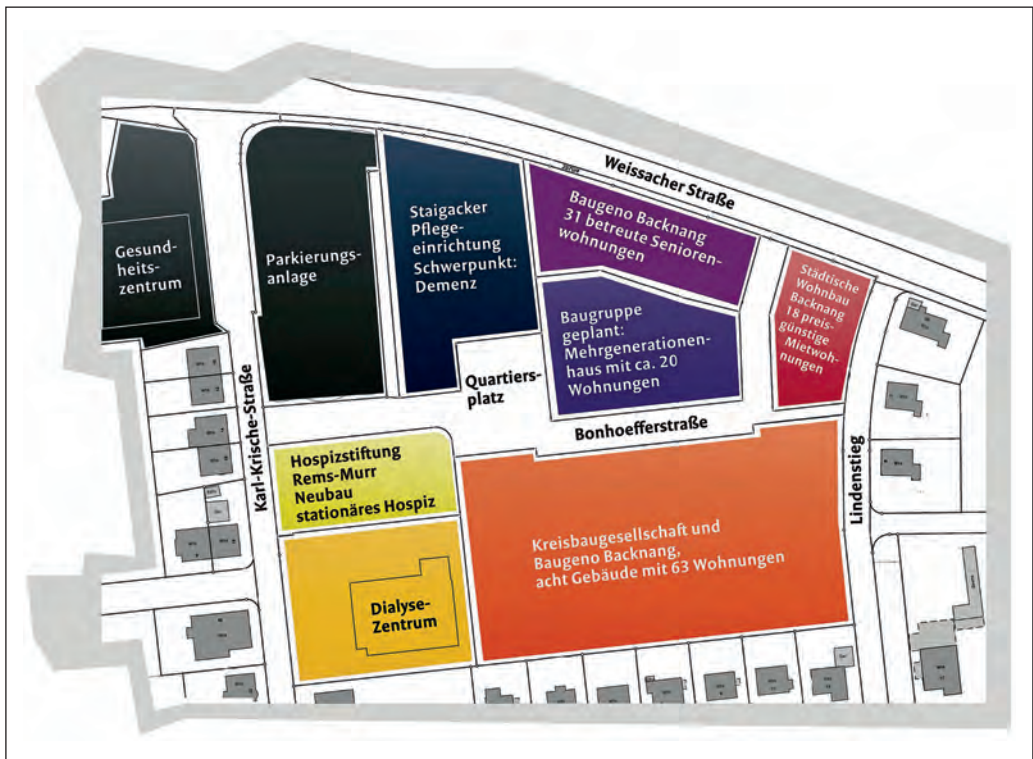 Weissacher Straße
Gesund-
heits-
zentrum
Parkierungs-
anlage
Staigacker
Pflege-
einrichtung
Schwerpunkt:
Demenz
Baugeno Backnang
31 betreute Senioren-
wohnungen
Städtische
Wohnbau
Backnang
18 preis-
günstige
Mietwoh-
nungen
Baugruppe
geplant:
Mehrgenerationen-
haus mit ca. 20
Wohnungen
Quartiers-
platz
Bonhoefferstraße
Karl-Krische-Straße
Lindenstieg
Hospizstiftung
Rems-Murr
Neubau
stationäres Hospiz
Kreisbaugesellschaft und
Baugeno Backnang,
acht Gebäude mit 63 Wohnungen
Dialyse-
Zentrum